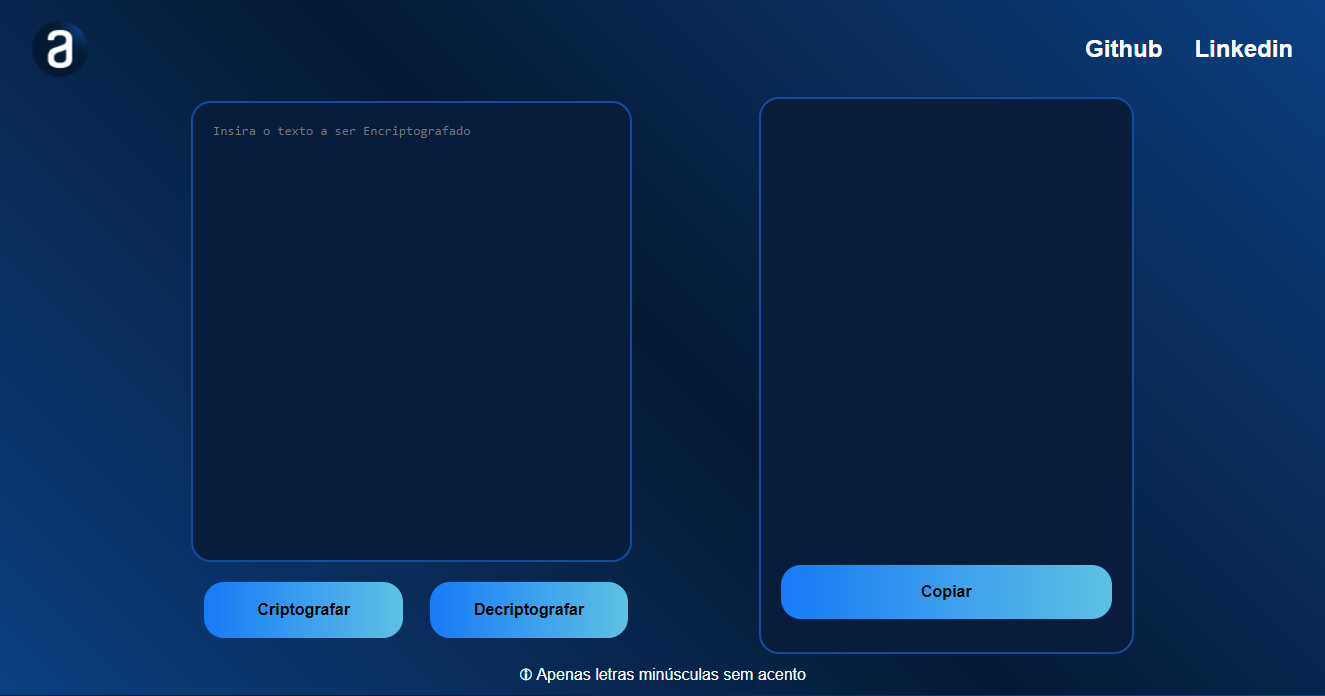 a
Github Linkedin
Insira o texto a ser Encriptografado
Criptografar Decriptografar
Copiar
Apenas letras minúsculas sem acento